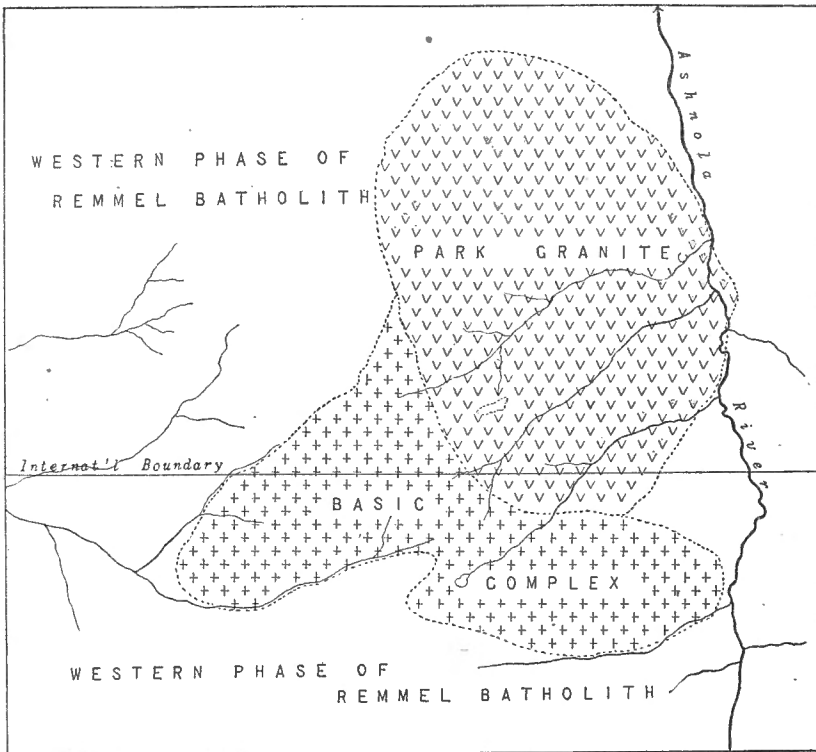 Ashnola
WESTERN PHASE OF
REMMEL BATHOLITH
PARK GRANITE
River
Internat'l Boundary
BASIC
COMPLEX
WESTERN PHASE OF
REMMEL BATHOLITH